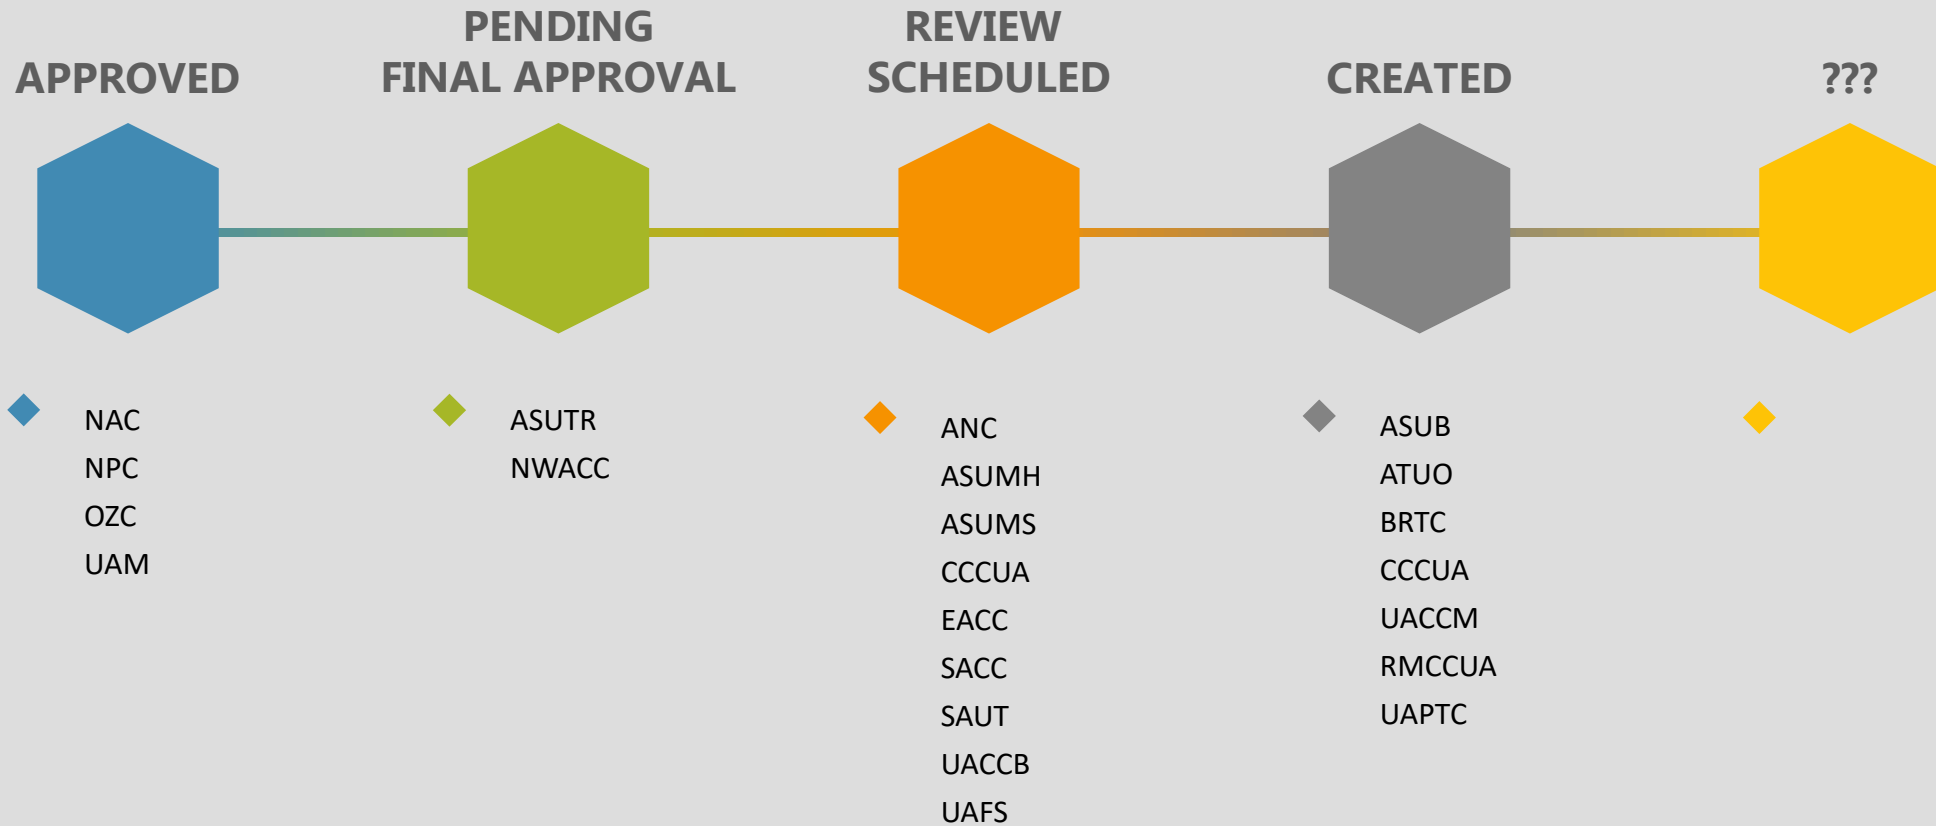 APPROVED
NAC
NPC
OZC
UAM
PENDING
FINAL APPROVAL
ASUTR
NWACC
REVIEW
SCHEDULED
ANC
ASUMH
ASUMS
CCCUA
EACC
SACC
SAUT
UACCB
UAFS
CREATED
ASUB
ATUO
BRTC
CCCUA
UACCM
RMCCUA
UAPTC
???